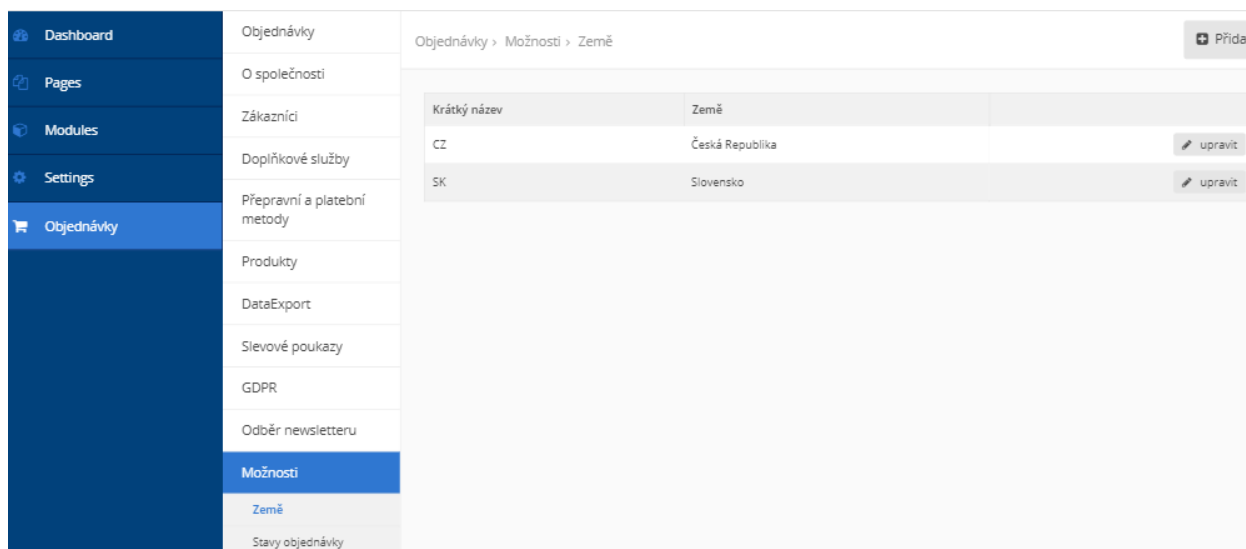 Dashboard
Pages
Modules
Settings
Objednávky
Objednávky
O společnosti
Zákazníci
Doplňkové služby
Přepravní a platební
metody
Produkty
DataExport
Slevové poukazy
GDPR
Odběr newsletteru
Možnosti
Země
Stavy objednávky
Objednávky › Možnosti › Země
Přida
Krátký název Země
CZ Česká Republika upravit
SK Slovensko upravit